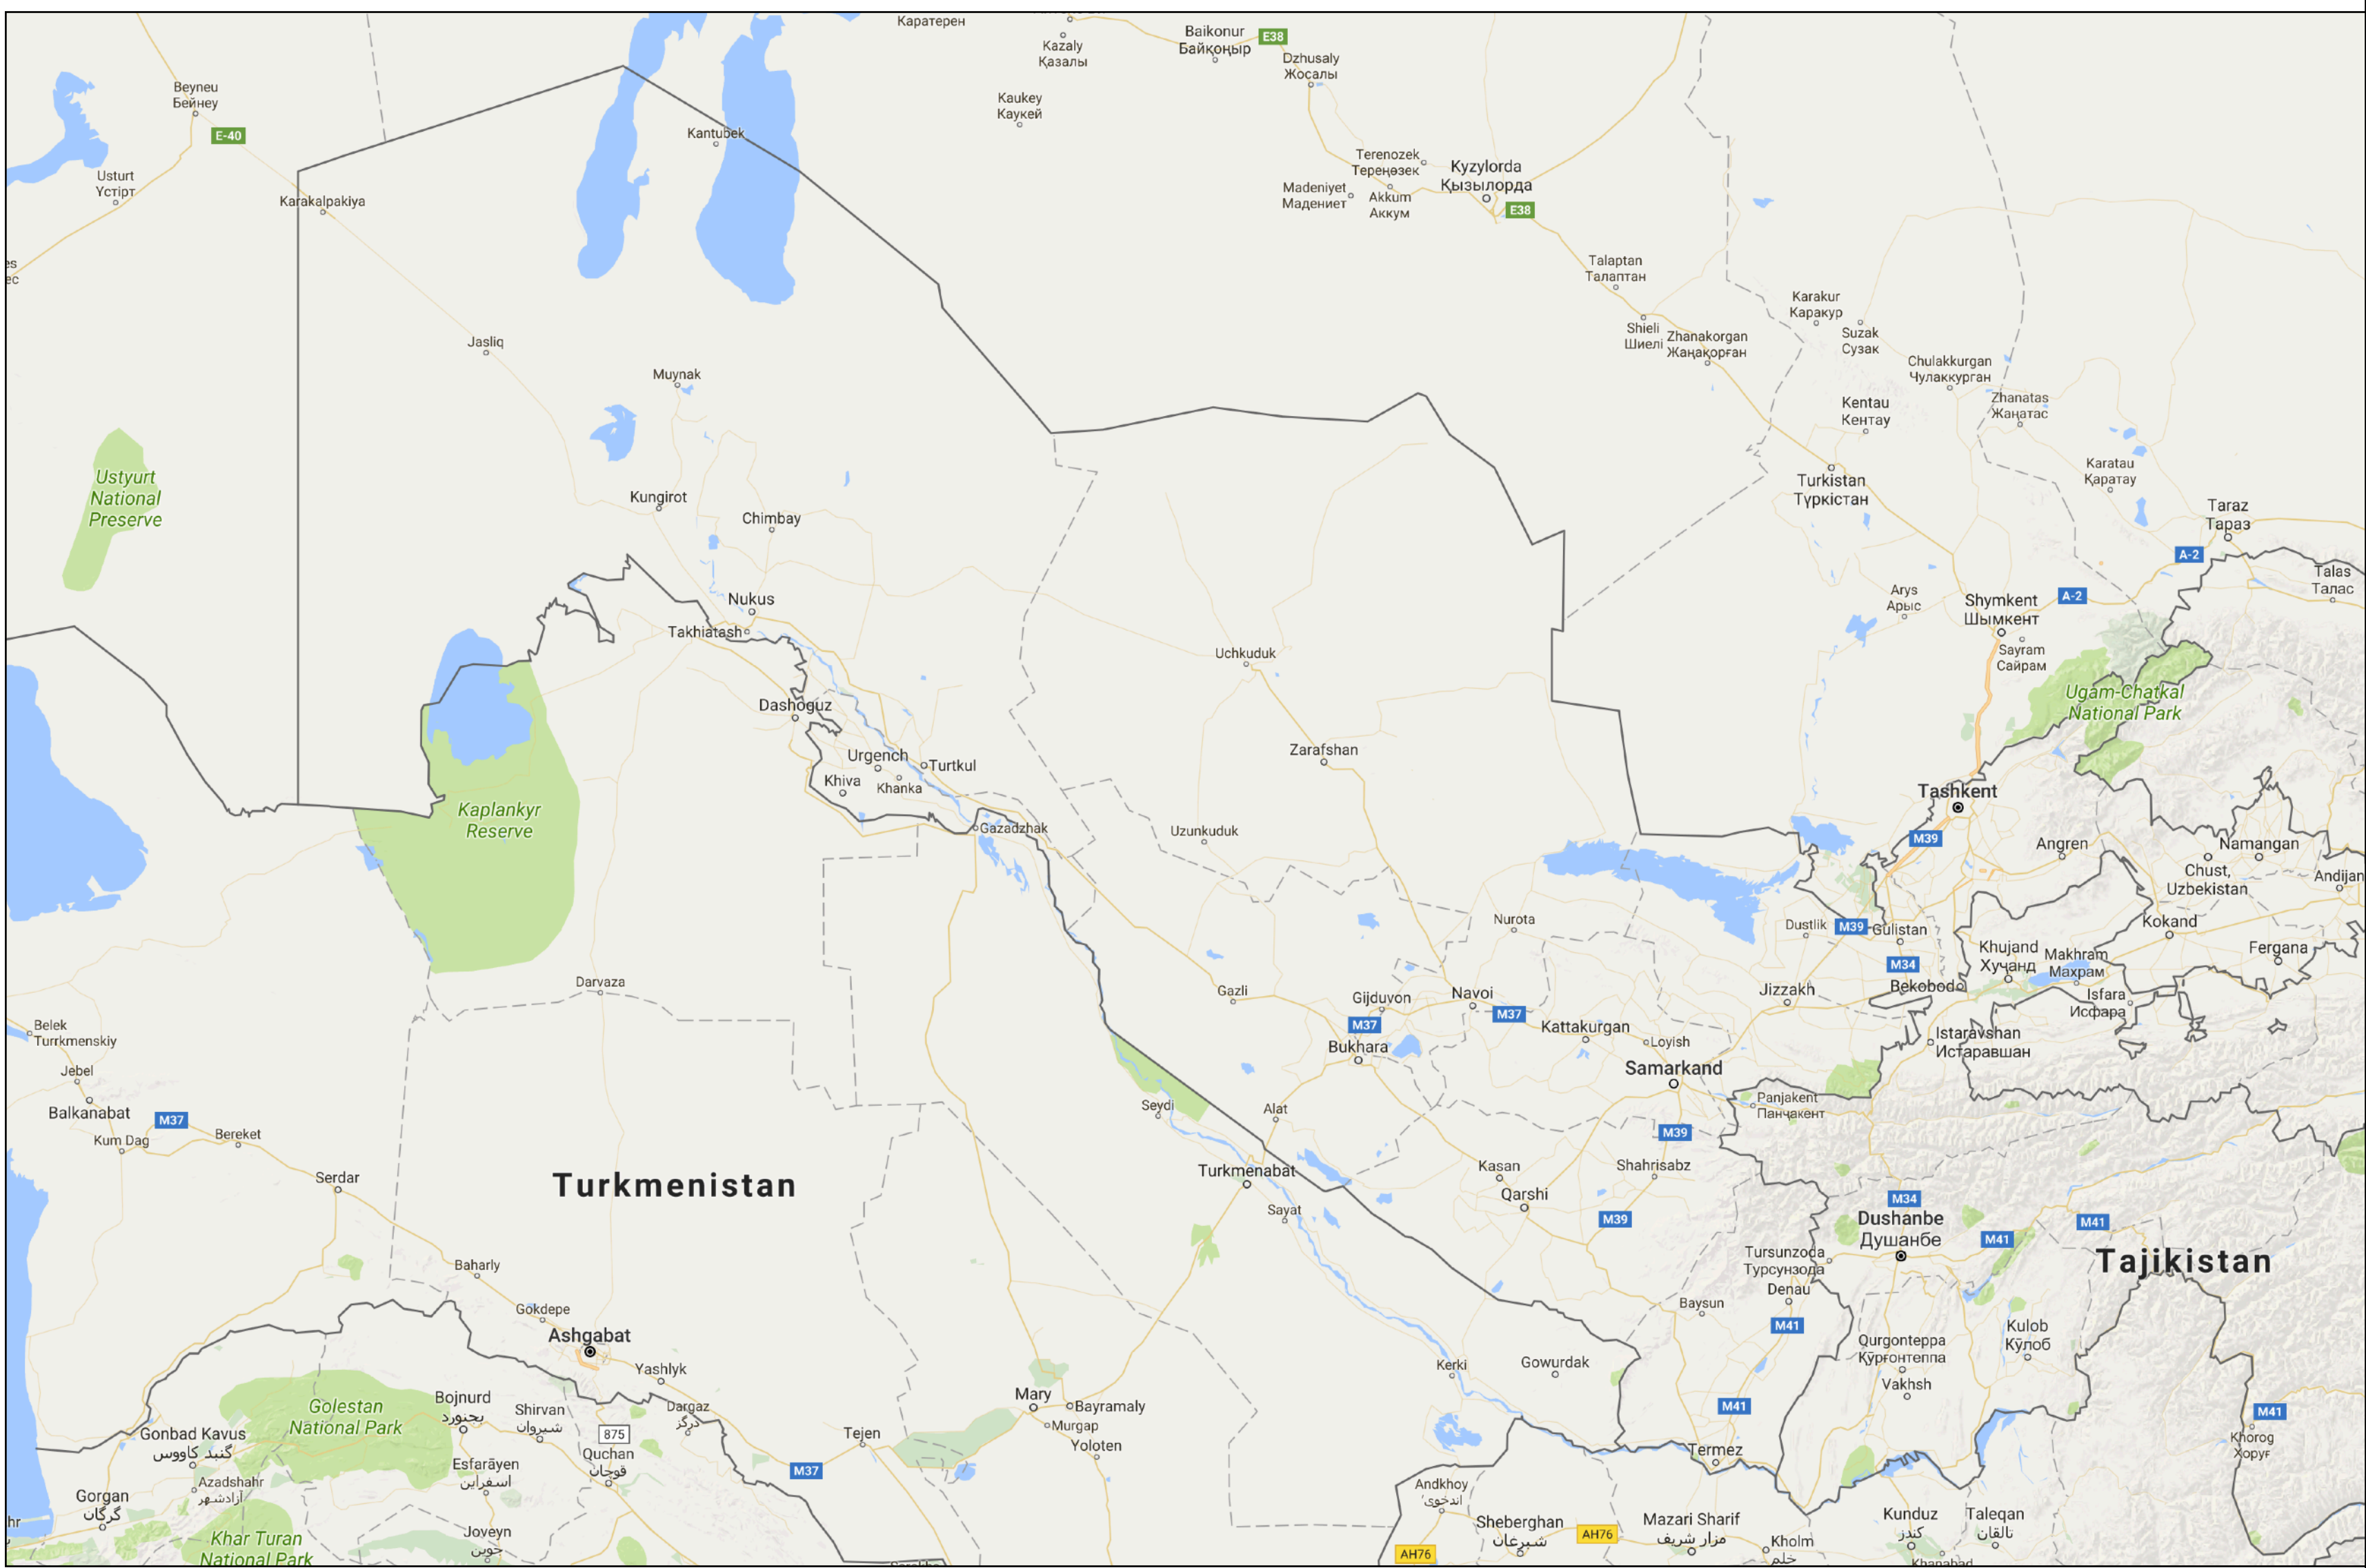 Каратерен
Kazaly
Қазалы
Baikonur
Байқоңыр
E38
Dzhusaly
Жосалы
Beyneu
Бейнеу
E-40
Kaukey
Каукей
Kantubek
Terenozek
Тереңөзек
Kyzylorda
Қызылорда
Usturt
Үстірт
Madeniyet
Мадениет
Akkum
Аккум
E38
Karakalpakiya
Talaptan
Талаптан
Karakur
Каракур
Suzak
Сузак
Shieli
Шиелі
Zhanakorgan
Жаңақорған
Jasliq
Muynak
Chulakkurgan
Чулаккурган
Kentau
Кентау
Zhanatas
Жаңатас
Ustyurt
National
Preserve
Karatau
Қаратау
Turkistan
Түркістан
Kungirot
Chimbay
Taraz
Тараз
A-2
Talas
Талас
Nukus
Takhiatash
Arys
Арыс
Shymkent
Шымкент
A-2
Sayram
Сайрам
Uchkuduk
Dashoguz
Ugam-Chatkal
National Park
Urgench
Turtkul
Khiva
Khanka
Zarafshan
Tashkent
Kaplankyr
Reserve
Gazadzhak
Uzunkuduk
M39
Angren
Namangan
Chust,
Uzbekistan
Andijan
Nurota
Dustlik
M39
Gulistan
Kokand
Khujand
Хучанд
Makhram
Махрам
Fergana
M34
Darvaza
Gazli
Gijduvon
Navoi
Jizzakh
Bekobod
Isfara
Исфара
M37
M37
Belek
Turrkmenskiy
Bukhara
Kattakurgan
Loyish
Istaravshan
Истаравшан
Jebel
Samarkand
Balkanabat
M37
Seydi
Alat
Panjakent
Панҷакент
Kum Dag
Bereket
M39
Serdar
Turkmenistan
Turkmenabat
Kasan
Shahrisabz
Qarshi
M34
Sayat
M39
Dushanbe
Душанбе
M41
M41
Tajikistan
Baharly
Tursunzoda
Турсунзода
Denau
Gokdepe
Baysun
Ashgabat
M41
Qurgonteppa
Қӯрғонтеппа
Kulob
Кӯлоб
Yashlyk
Kerki
Gowurdak
Vakhsh
Golestan
National Park
Bojnurd
بجنورد
Shirvan
شیروان
Dargaz
درگز
Mary
Bayramaly
Murgap
M41
M41
Gonbad Kavus
گنبد کاووس
875
Tejen
Yoloten
Khorog
Хоруғ
Quchan
قوچان
Termez
Esfarāyen
اسفراین
M37
Azadshahr
آزادشهر
Gorgan
گرگان
Andkhoy
اندخوی
Sheberghan
شبرغان
AH76
Mazari Sharif
مزار شریف
Kunduz
کندز
Taleqan
تالقان
Khar Turan
National Park
Joveyn
جوین
AH76
Kholm
خلم
Khanabad